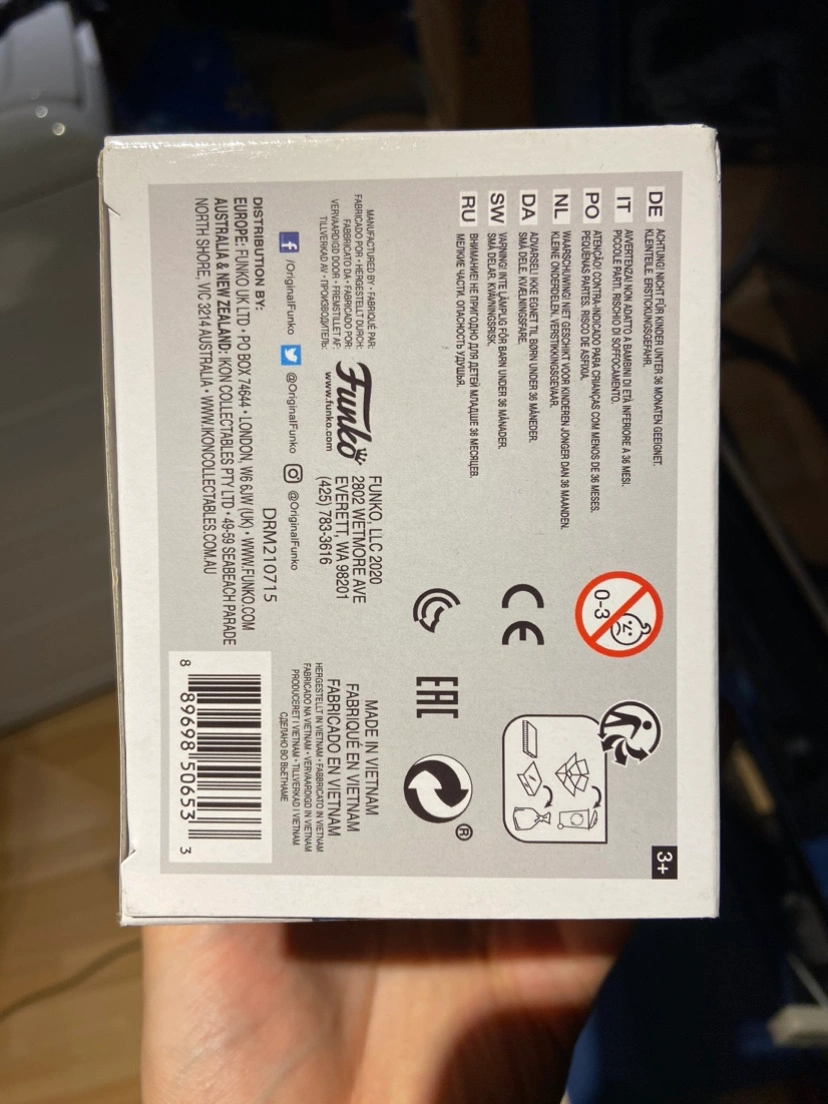 3+
DE ACHTUNG! NICHT FÜR KINDER UNTER 36 MONATEN GEEIGNET.
KLEINTEILE. ERSTICKUNGSGEFAHR.
IT AVVERTENZA! NON ADATTO A BAMBINI DI ETÀ INFERIORE A 36 MESI.
PICCOLE PARTI. RISCHIO DI SOFFOCAMENTO.
PO ATENÇÃO! CONTRA-INDICADO PARA CRIANÇAS COM MENOS DE 36 MESES.
PEQUENAS PARTES. RISCO DE ASFIXIA.
NL WAARSCHUWING! NIET GESCHIKT VOOR KINDEREN JONGER DAN 36 MAANDEN.
KLEINE ONDERDELEN. VERSTIKKINGSGEVAAR.
DA ADVARSEL! IKKE EGNET TIL BØRN UNDER 36 MÅNEDER.
SMÅ DELE. KVÆLNINGSFARE.
SW VARNING! INTE LÄMPLIG FÖR BARN UNDER 36 MÅNADER.
SMÅ DELAR. KVÄVNINGSRISK.
RU ВНИМАНИЕ! НЕ ПРИГОДНО ДЛЯ ДЕТЕЙ МЛАДШЕ 36 МЕСЯЦЕВ.
МЕЛКИЕ ЧАСТИ. ОПАСНОСТЬ УДУШЬЯ.
0-3
CE
EAC
®
MANUFACTURED BY • FABRIQUÉ PAR:
FABRICADO POR • HERGESTELLT DURCH:
FABBRICATO DA • FABRICADO POR:
VERVAARDIGD DOOR • FREMSTILLET AF:
TILLVERKAD AV • ПРОИЗВОДИТЕЛЬ:
Funko
www.funko.com
FUNKO, LLC 2020
2802 WETMORE AVE
EVERETT, WA 98201
(425) 783-3616
MADE IN VIETNAM
FABRIQUÉ EN VIETNAM
FABRICADO EN VIETNAM
HERGESTELLT IN VIETNAM • FABBRICATO IN VIETNAM
FABRICADO NA VIETNAM • VERVAARDIGD IN VIETNAM
PRODUCERET I VIETNAM • TILLVERKAD I VIETNAM
СДЕЛАНО ВО ВЬЕТНАМЕ
/OriginalFunko @OriginalFunko @OriginalFunko
DRM210715
DISTRIBUTION BY:
EUROPE: FUNKO UK LTD • PO BOX 74644 • LONDON, W6 6JW (UK) • WWW.FUNKO.COM
AUSTRALIA & NEW ZEALAND: IKON COLLECTABLES PTY LTD • 49-59 SEABEACH PARADE
NORTH SHORE, VIC 3214 AUSTRALIA • WWW.IKONCOLLECTABLES.COM.AU
8 89698 50653 3